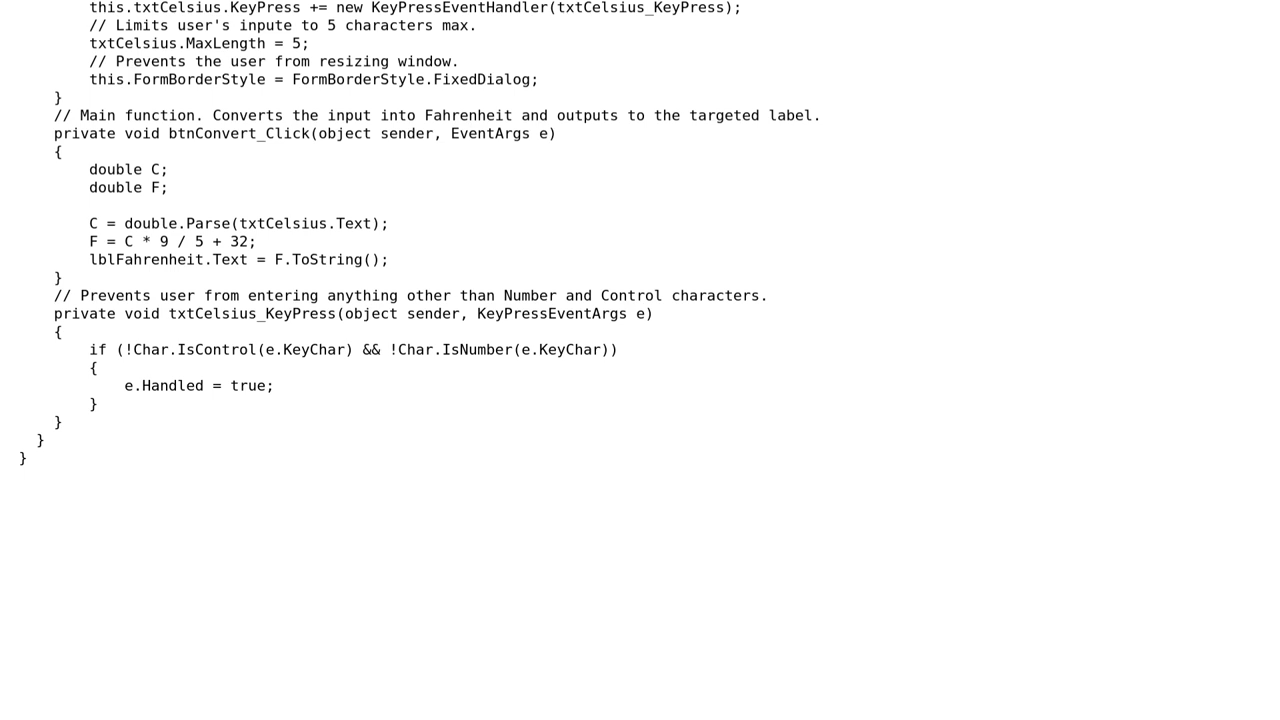 this.txtCelsius.KeyPress += new KeyPressEventHandler(txtCelsius_KeyPress);
// Limits user's inpute to 5 characters max.
txtCelsius.MaxLength = 5;
// Prevents the user from resizing window.
this.FormBorderStyle = FormBorderStyle.FixedDialog;
}
// Main function. Converts the input into Fahrenheit and outputs to the targeted label.
private void btnConvert_Click(object sender, EventArgs e)
{
double C;
double F;
C = double.Parse(txtCelsius.Text);
F = C * 9 / 5 + 32;
lblFahrenheit.Text = F.ToString();
}
// Prevents user from entering anything other than Number and Control characters.
private void txtCelsius_KeyPress(object sender, KeyPressEventArgs e)
{
if (!Char.IsControl(e.KeyChar) && !Char.IsNumber(e.KeyChar))
{
e.Handled = true;
}
}
}
}